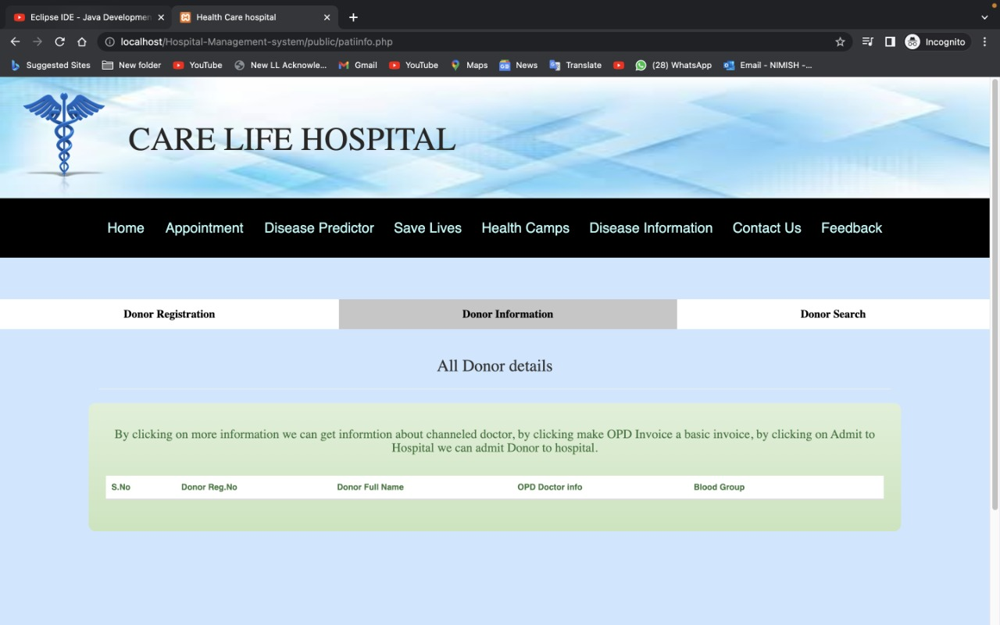 Eclipse IDE - Java Developmen
Health Care hospital
localhost/Hospital-Management-system/public/patiinfo.php
Incognito
Suggested Sites
New folder
YouTube
New LL Acknowle...
Gmail
YouTube
Maps
News
Translate
(28) WhatsApp
Email - NIMISH -...
CARE LIFE HOSPITAL
Home
Appointment
Disease Predictor
Save Lives
Health Camps
Disease Information
Contact Us
Feedback
Donor Registration
Donor Information
Donor Search
All Donor details
By clicking on more information we can get informtion about channeled doctor, by clicking make OPD Invoice a basic invoice, by clicking on Admit to
Hospital we can admit Donor to hospital.
S.No
Donor Reg.No
Donor Full Name
OPD Doctor info
Blood Group